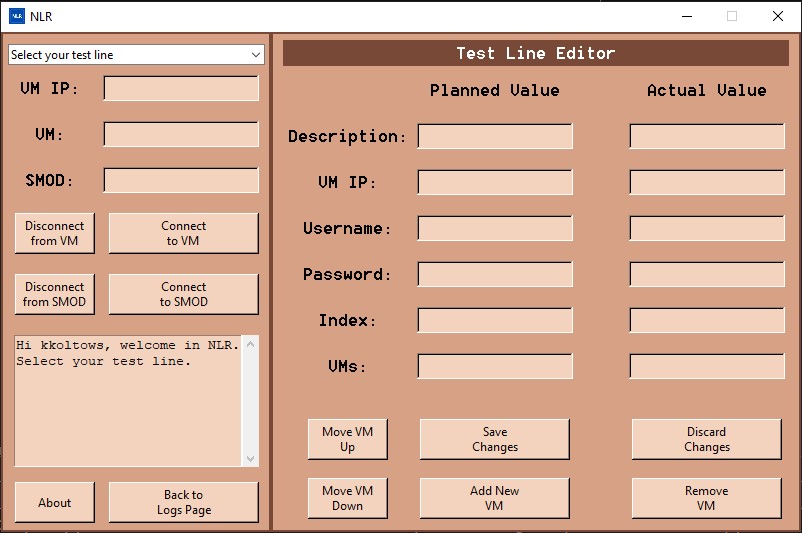 NLR
Select your test line
VM IP:
VM:
SMOD:
Disconnect
from VM
Connect
to VM
Disconnect
from SMOD
Connect
to SMOD
Hi kkoltows, welcome in NLR.
Select your test line.
About
Back to
Logs Page
Test Line Editor
Planned Value
Actual Value
Description:
VM IP:
Username:
Password:
Index:
VMs:
Move VM
Up
Save
Changes
Discard
Changes
Move VM
Down
Add New
VM
Remove
VM